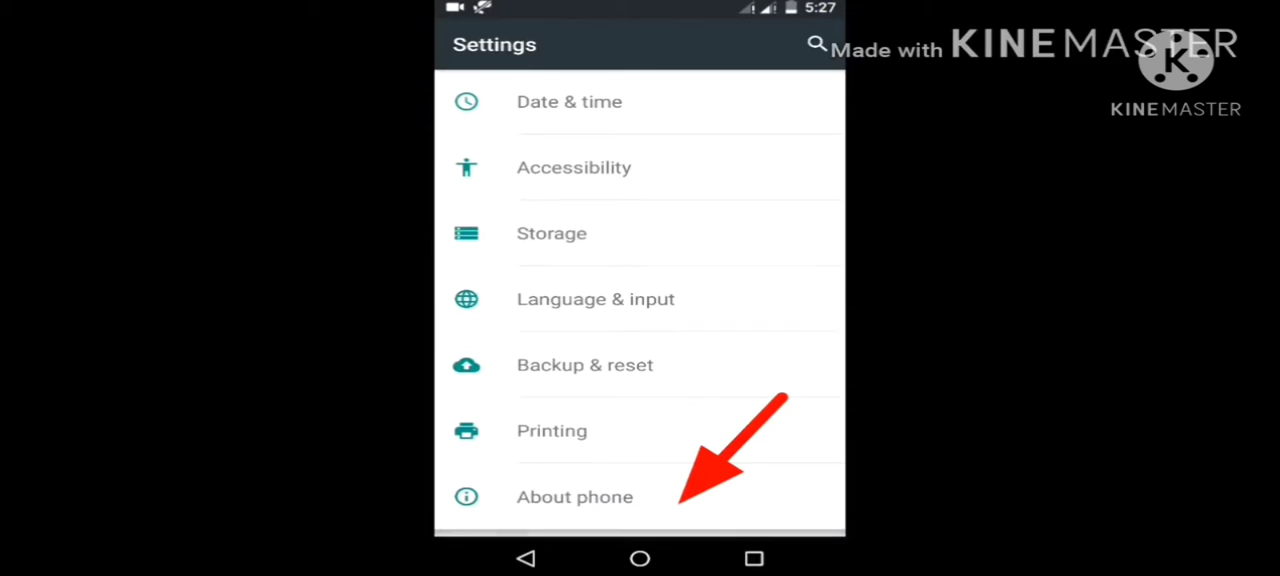 5:27
Settings
Made with KINEMASTER
K
KINEMASTER
Date & time
Accessibility
Storage
Language & input
Backup & reset
Printing
About phone